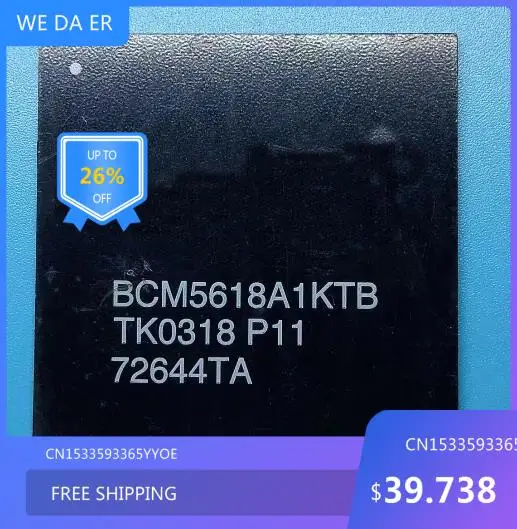 WE DA ER
UP TO
26%
OFF
BCM5618A1KTB
TK0318 P11
72644TA
CN1533593365
CN1533593365YYOE
FREE SHIPPING
$39.738